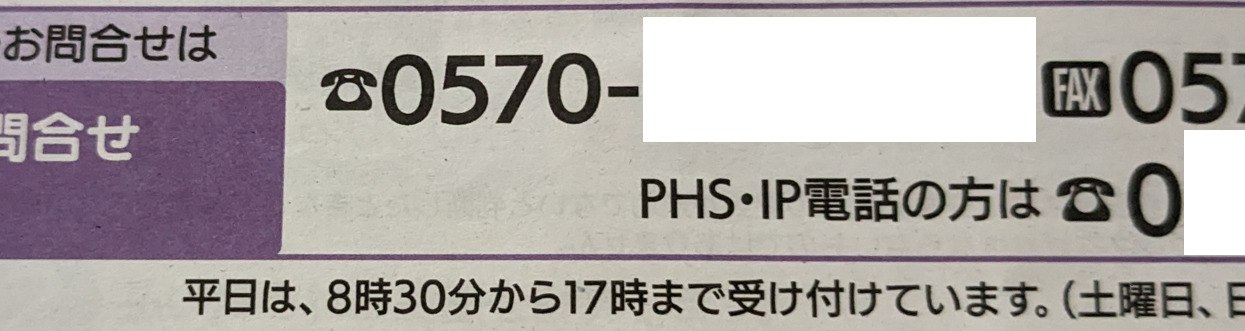 お問合せは
問合せ
☎0570-
FAX 057
PHS・IP電話の方は ☎0
平日は、8時30分から17時まで受け付けています。(土曜日、日